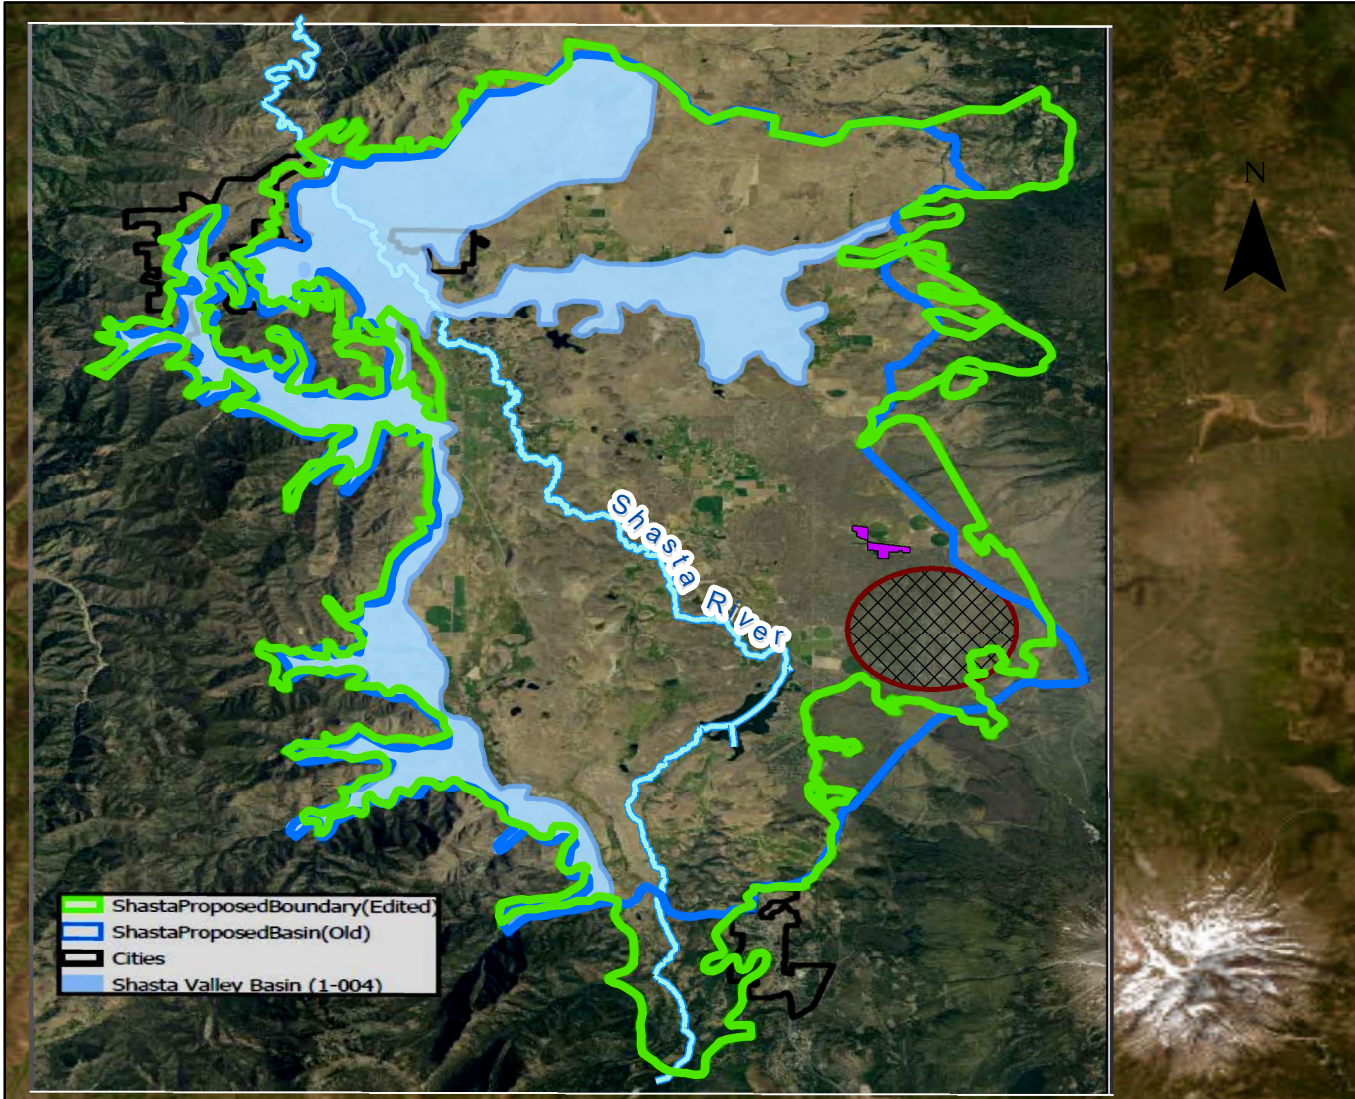 N
Shasta River
ShastaProposedBoundary(Edited)
ShastaProposedBasin(Old)
Cities
Shasta Valley Basin (1-004)